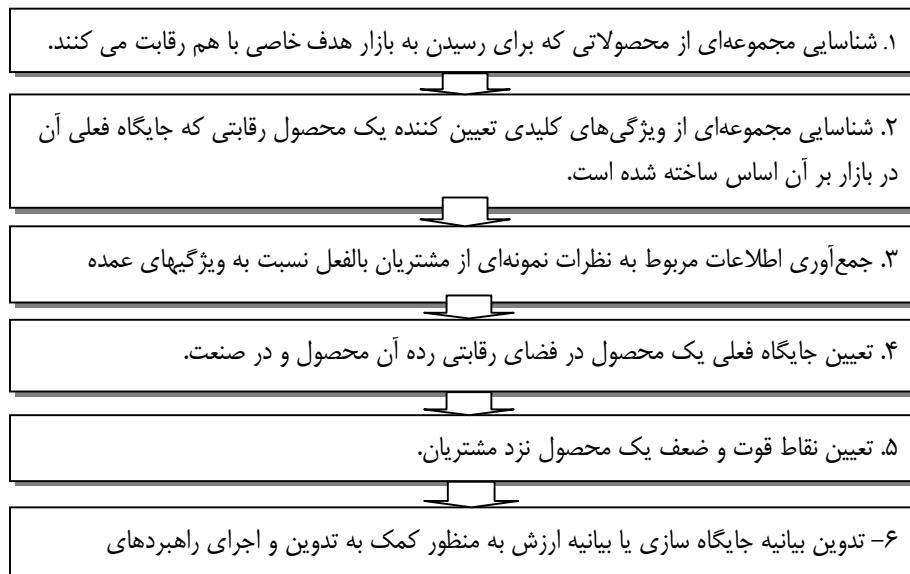 ۱. شناسایی مجموعه‌ای از محصولاتی که برای رسیدن به بازار هدف خاصی با هم رقابت می کنند.
۲. شناسایی مجموعه‌ای از ویژگی‌های کلیدی تعیین کننده یک محصول رقابتی که جایگاه فعلی آن
در بازار بر آن اساس ساخته شده است.
۳. جمع‌آوری اطلاعات مربوط به نظرات نمونه‌ای از مشتریان بالفعل نسبت به ویژگیهای عمده
۴. تعیین جایگاه فعلی یک محصول در فضای رقابتی رده آن محصول و در صنعت.
۵. تعیین نقاط قوت و ضعف یک محصول نزد مشتریان.
۶- تدوین بیانیه جایگاه سازی یا بیانیه ارزش به منظور کمک به تدوین و اجرای راهبردهای